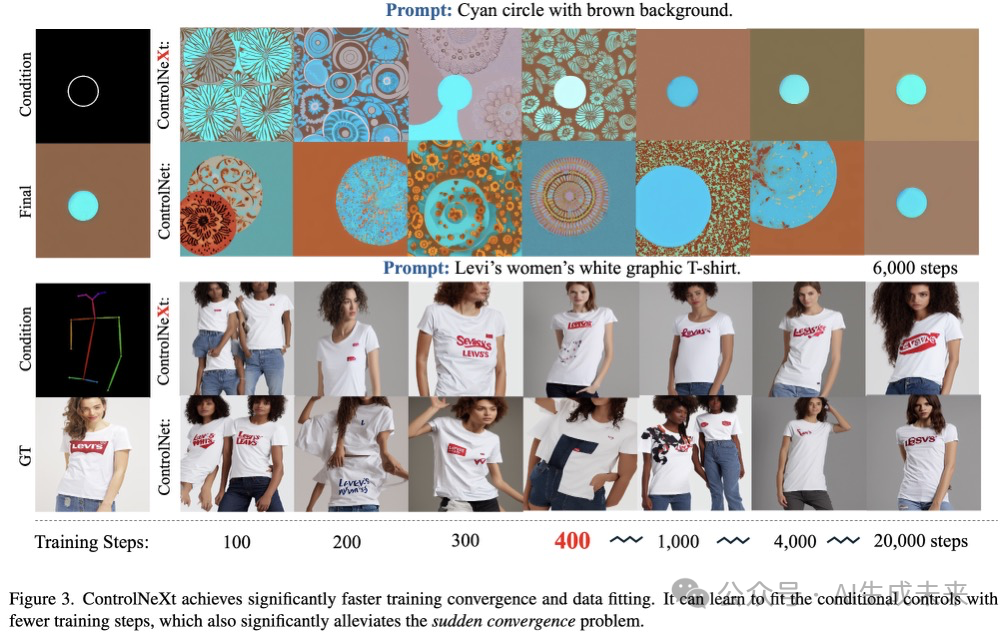 Prompt: Cyan circle with brown background.
Condition
ControlNeXt:
Final
ControlNet:
Prompt: Levi's women's white graphic T-shirt.
6,000 steps
Condition
ControlNeXt:
GT
ControlNet:
Levi's
Training Steps: 100 200 300 400 1,000 4,000 20,000 steps
公众号 · AI生成未来
Figure 3. ControlNeXt achieves significantly faster training convergence and data fitting. It can learn to fit the conditional controls with
fewer training steps, which also significantly alleviates the sudden convergence problem.